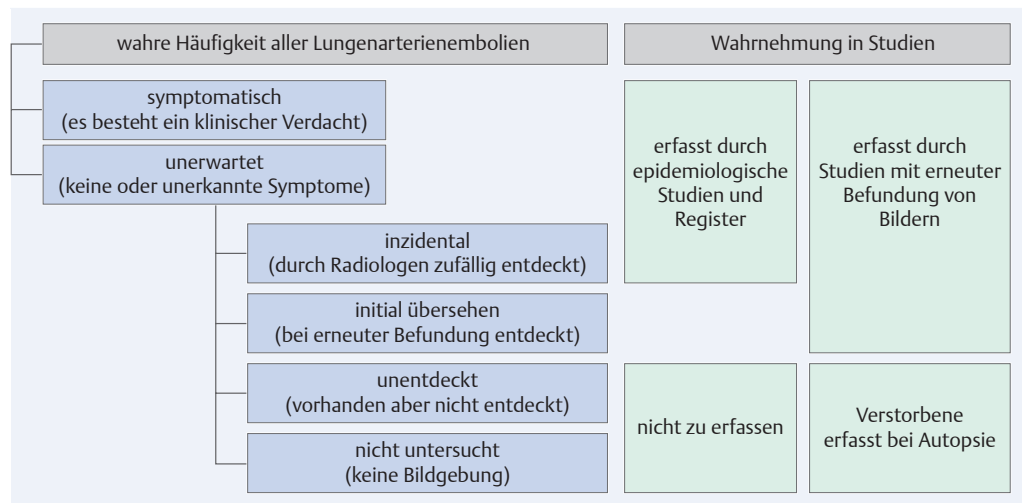 wahre Häufigkeit aller Lungenarterienembolien
Wahrnehmung in Studien
symptomatisch
(es besteht ein klinischer Verdacht)
unerwartet
(keine oder unerkannte Symptome)
inzidental
(durch Radiologen zufällig entdeckt)
initial übersehen
(bei erneuter Befundung entdeckt)
unentdeckt
(vorhanden aber nicht entdeckt)
nicht untersucht
(keine Bildgebung)
erfasst durch
epidemiologische
Studien und
Register
erfasst durch
Studien mit erneuter
Befundung von
Bildern
nicht zu erfassen
Verstorbene
erfasst bei Autopsie